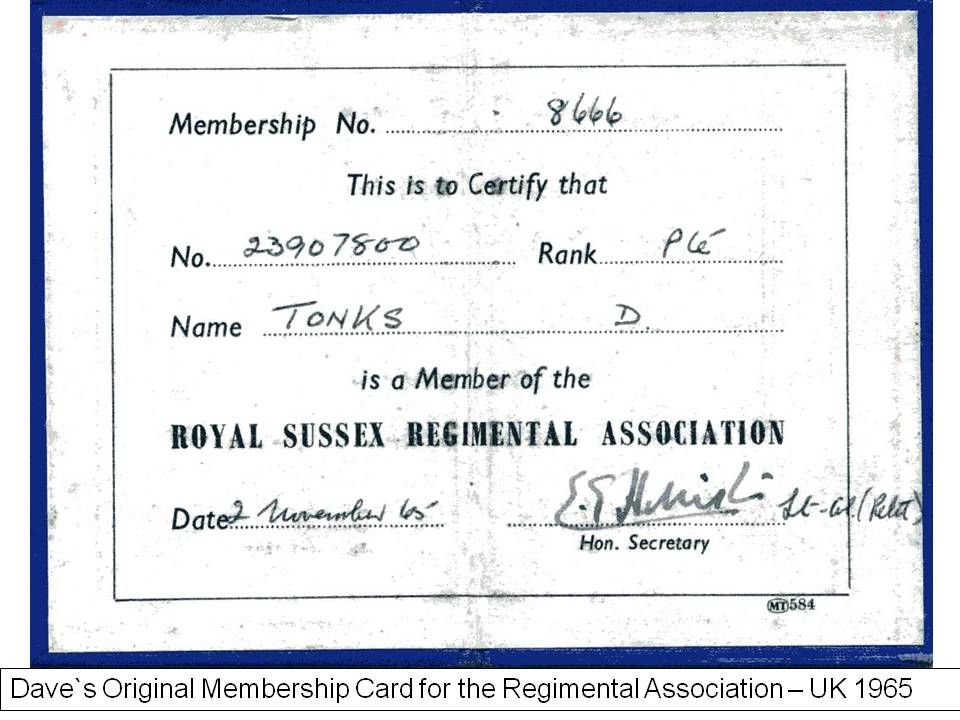 Membership No. 8666
This is to Certify that
No. 23907800 Rank Pte
Name TONKS D.
is a Member of the
ROYAL SUSSEX REGIMENTAL ASSOCIATION
Date 2 November 65 Lt-Col (Retd)
Hon. Secretary
MT 584
Dave`s Original Membership Card for the Regimental Association – UK 1965